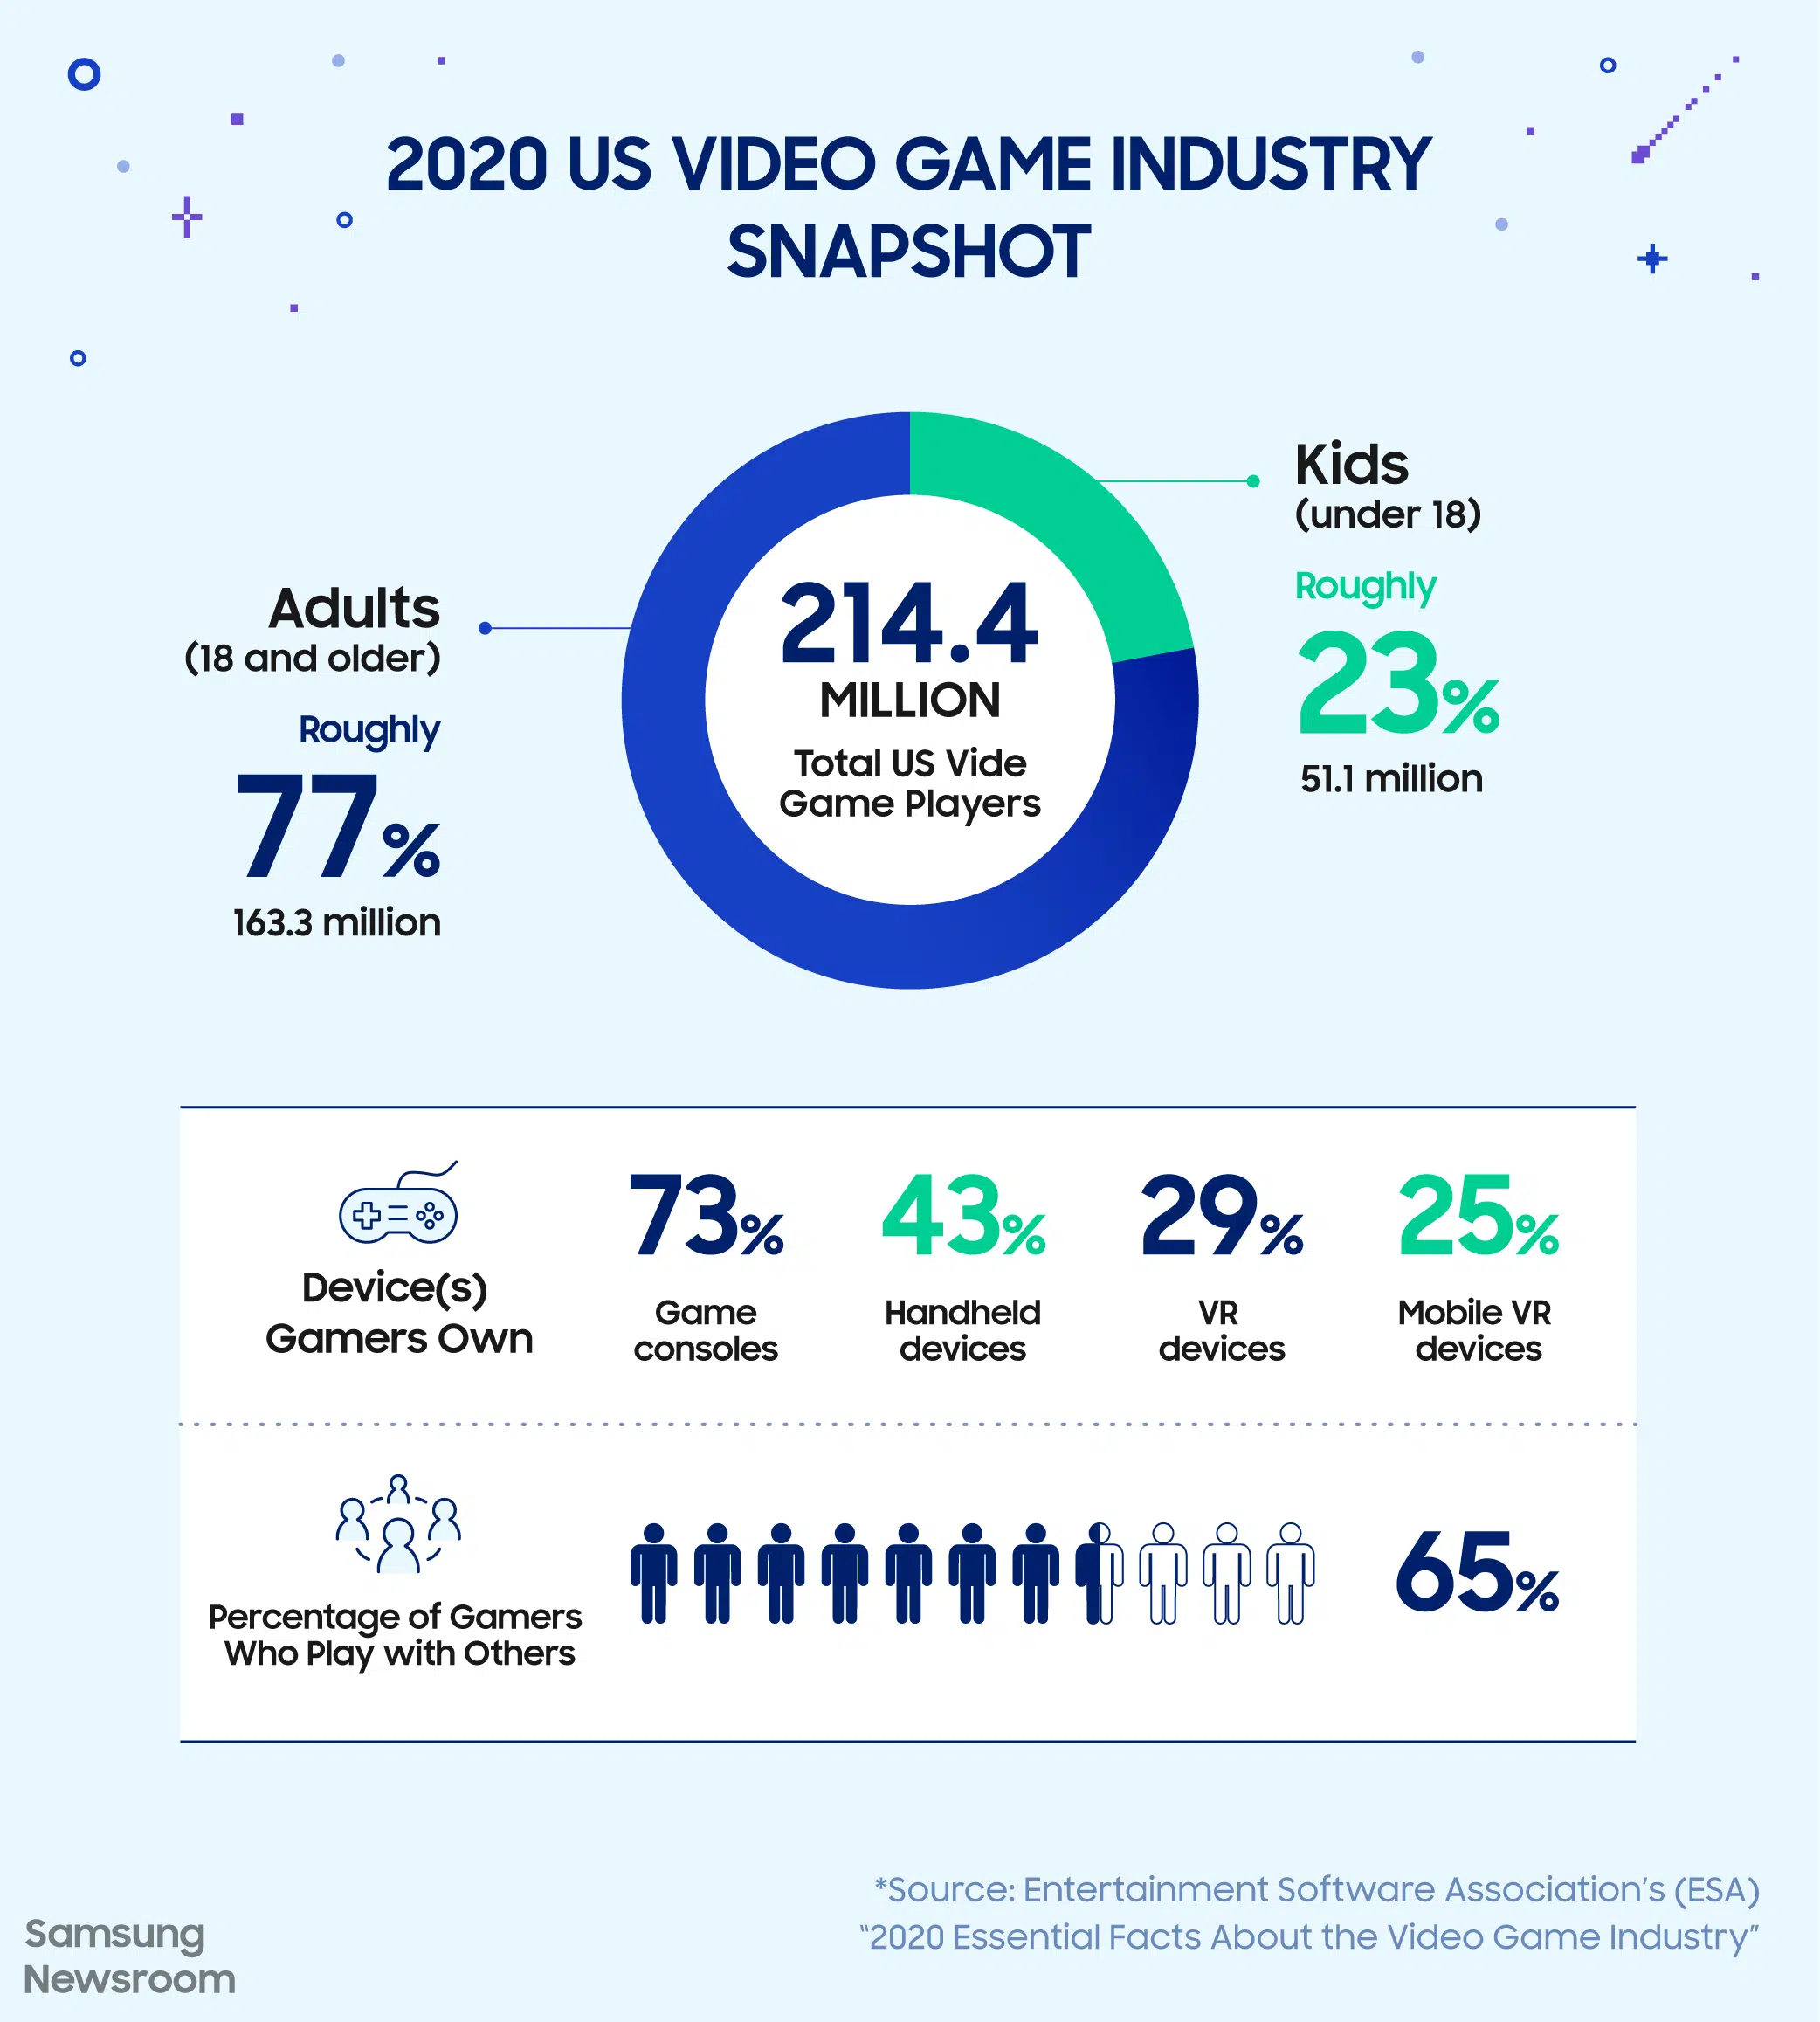 2020 US VIDEO GAME INDUSTRY
SNAPSHOT
Kids
(under 18)
Roughly
23%
51.1 million
Adults
(18 and older)
Roughly
77%
163.3 million
214.4
MILLION
Total US Vide
Game Players
Device(s)
Gamers Own
73%
Game
consoles
43%
Handheld
devices
29%
VR
devices
25%
Mobile VR
devices
Percentage of Gamers
Who Play with Others
65%
*Source: Entertainment Software Association's (ESA)
“2020 Essential Facts About the Video Game Industry”
Samsung
Newsroom